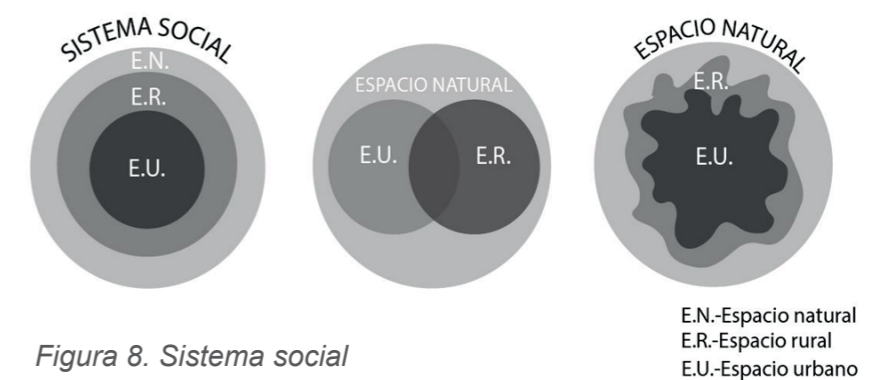 SISTEMA SOCIAL
E.N.
E.R.
E.U.
ESPACIO NATURAL
E.U.
E.R.
ESPACIO NATURAL
E.R.
E.U.
E.N.-Espacio natural
E.R.-Espacio rural
E.U.-Espacio urbano
Figura 8. Sistema social